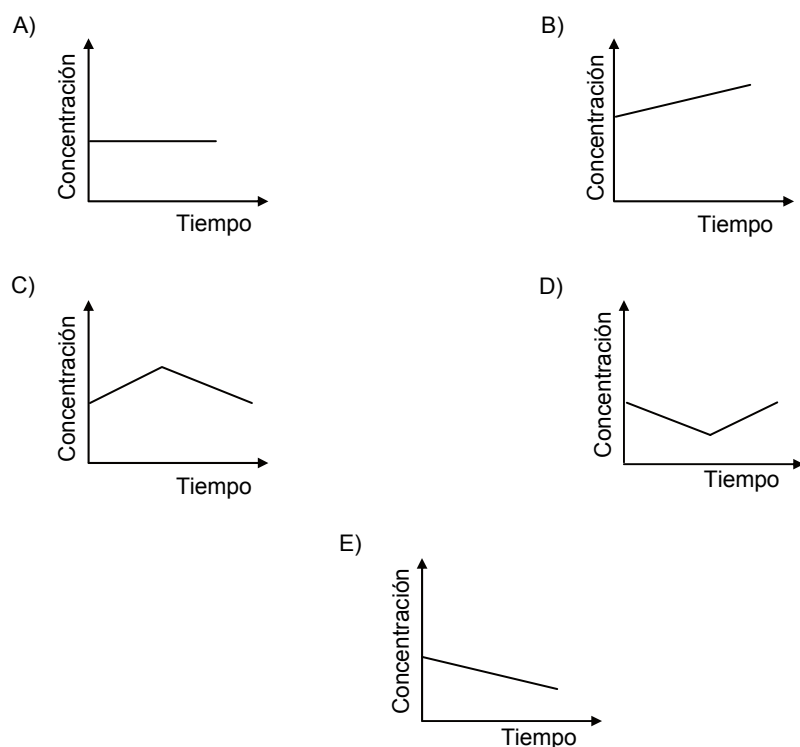 A)
Concentración
Tiempo
B)
Concentración
Tiempo
C)
Concentración
Tiempo
D)
Concentración
Tiempo
E)
Concentración
Tiempo